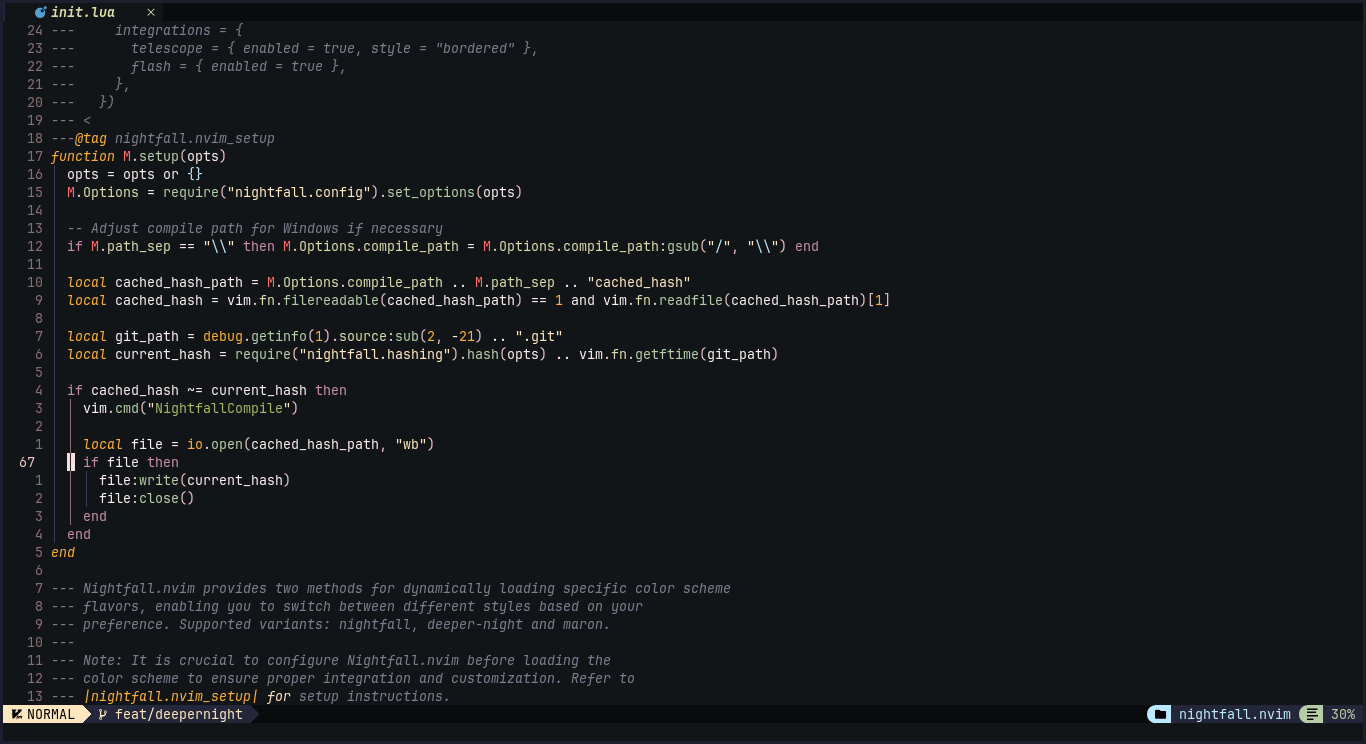 init.lua ×
24 ---     integrations = {
23 ---       telescope = { enabled = true, style = "bordered" },
22 ---       flash = { enabled = true },
21 ---     },
20 ---   })
19 --- <
18 ---@tag nightfall.nvim_setup
17 function M.setup(opts)
16   opts = opts or {}
15   M.Options = require("nightfall.config").set_options(opts)
14
13   -- Adjust compile path for Windows if necessary
12   if M.path_sep == "\\" then M.Options.compile_path = M.Options.compile_path:gsub("/", "\\") end
11
10   local cached_hash_path = M.Options.compile_path .. M.path_sep .. "cached_hash"
9   local cached_hash = vim.fn.filereadable(cached_hash_path) == 1 and vim.fn.readfile(cached_hash_path)[1]
8
7   local git_path = debug.getinfo(1).source:sub(2, -21) .. ".git"
6   local current_hash = require("nightfall.hashing").hash(opts) .. vim.fn.getftime(git_path)
5
4   if cached_hash ~= current_hash then
3     vim.cmd("NightfallCompile")
2
1     local file = io.open(cached_hash_path, "wb")
67     if file then
1       file:write(current_hash)
2       file:close()
3     end
4   end
5 end
6
7 --- Nightfall.nvim provides two methods for dynamically loading specific color scheme
8 --- flavors, enabling you to switch between different styles based on your
9 --- preference. Supported variants: nightfall, deeper-night and maron.
10 ---
11 --- Note: It is crucial to configure Nightfall.nvim before loading the
12 --- color scheme to ensure proper integration and customization. Refer to
13 --- |nightfall.nvim_setup| for setup instructions.
NORMAL feat/deepernight nightfall.nvim 30%